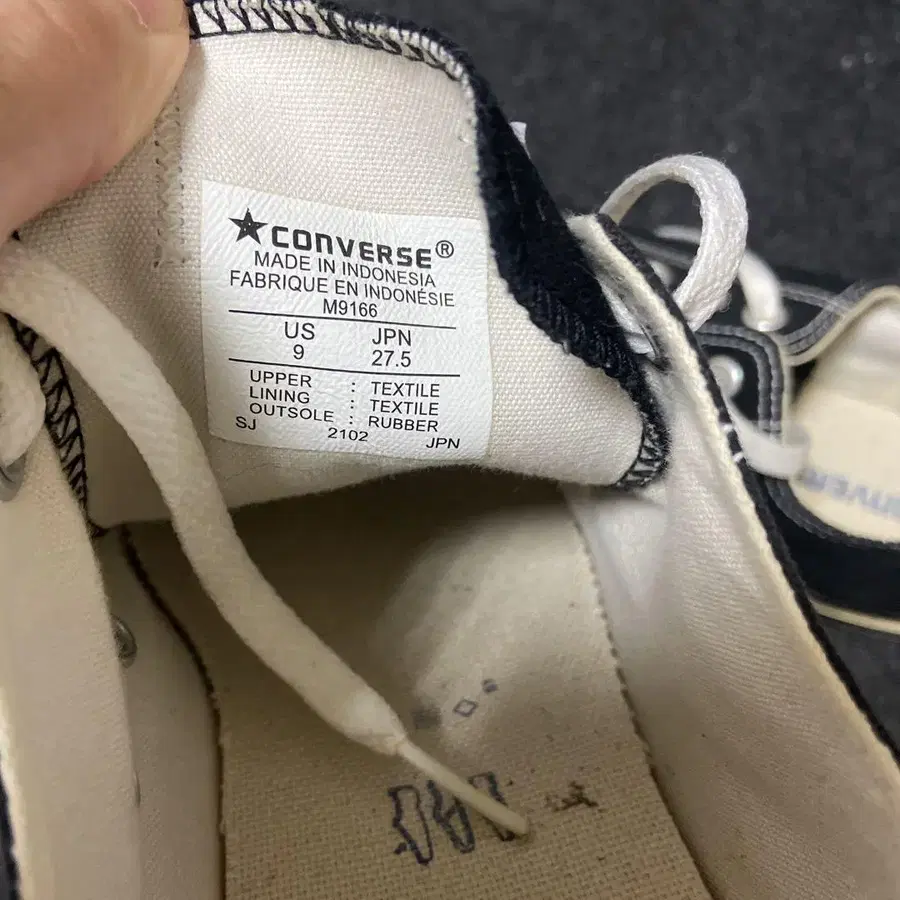 ★CONVERSE®
MADE IN INDONESIA
FABRIQUE EN INDONÉSIE
M9166
US JPN
9 27.5
UPPER : TEXTILE
LINING : TEXTILE
OUTSOLE : RUBBER
SJ 2102 JPN